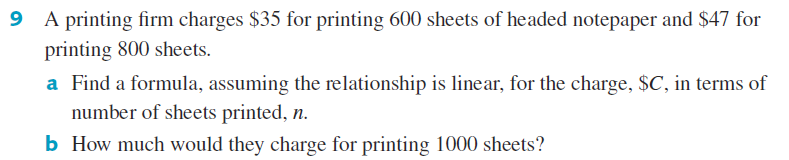 9 A printing firm charges $35 for printing 600 sheets of headed notepaper and $47 for
printing 800 sheets.
a Find a formula, assuming the relationship is linear, for the charge, $C, in terms of
number of sheets printed, n.
b How much would they charge for printing 1000 sheets?